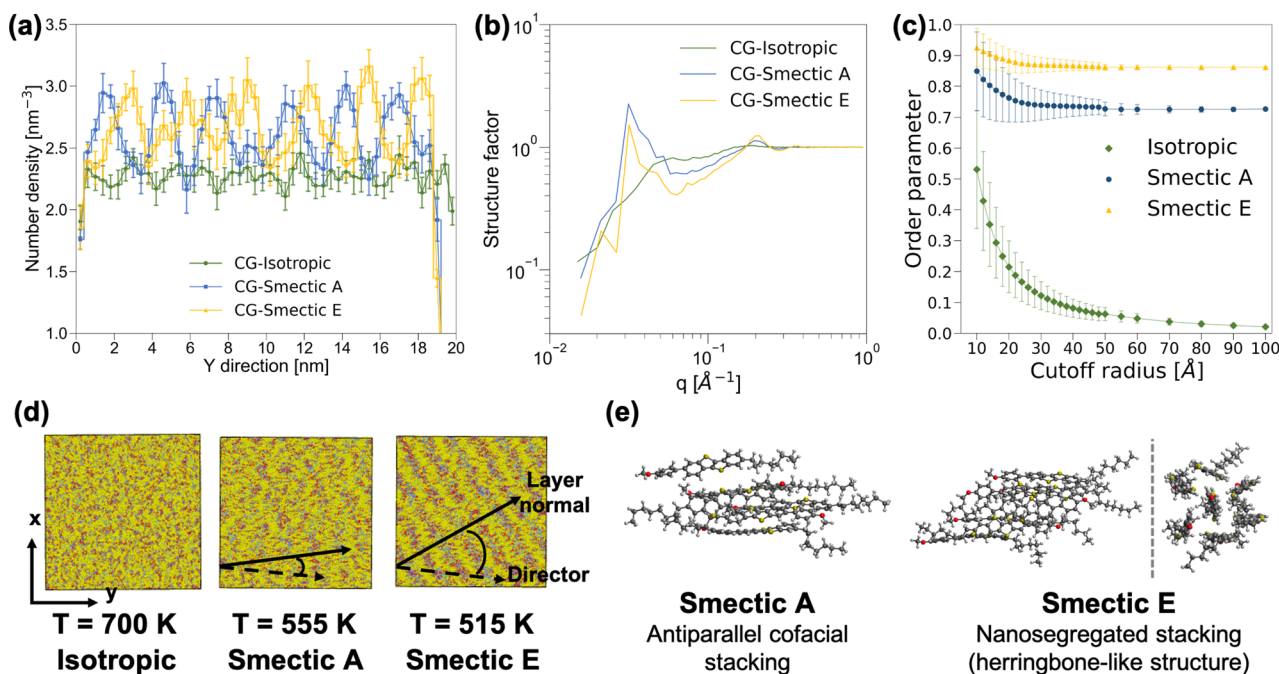 (a)
3.5
3.0
2.5
2.0
1.5
1.0
Number density [nm⁻³]
CG-Isotropic
CG-Smectic A
CG-Smectic E
0 2 4 6 8 10 12 14 16 18 20
Y direction [nm]
(b)
10¹
10⁰
10⁻¹
Structure factor
CG-Isotropic
CG-Smectic A
CG-Smectic E
10⁻² 10⁻¹ 10⁰
q [Å⁻¹]
(c)
1.0
0.9
0.8
0.7
0.6
0.5
0.4
0.3
0.2
0.1
0.0
Order parameter
Isotropic
Smectic A
Smectic E
10 20 30 40 50 60 70 80 90 100
Cutoff radius [Å]
(d)
x
y
Layer
normal
Director
T = 700 K
Isotropic
T = 555 K
Smectic A
T = 515 K
Smectic E
(e)
Smectic A
Antiparallel cofacial
stacking
Smectic E
Nanosegregated stacking
(herringbone-like structure)